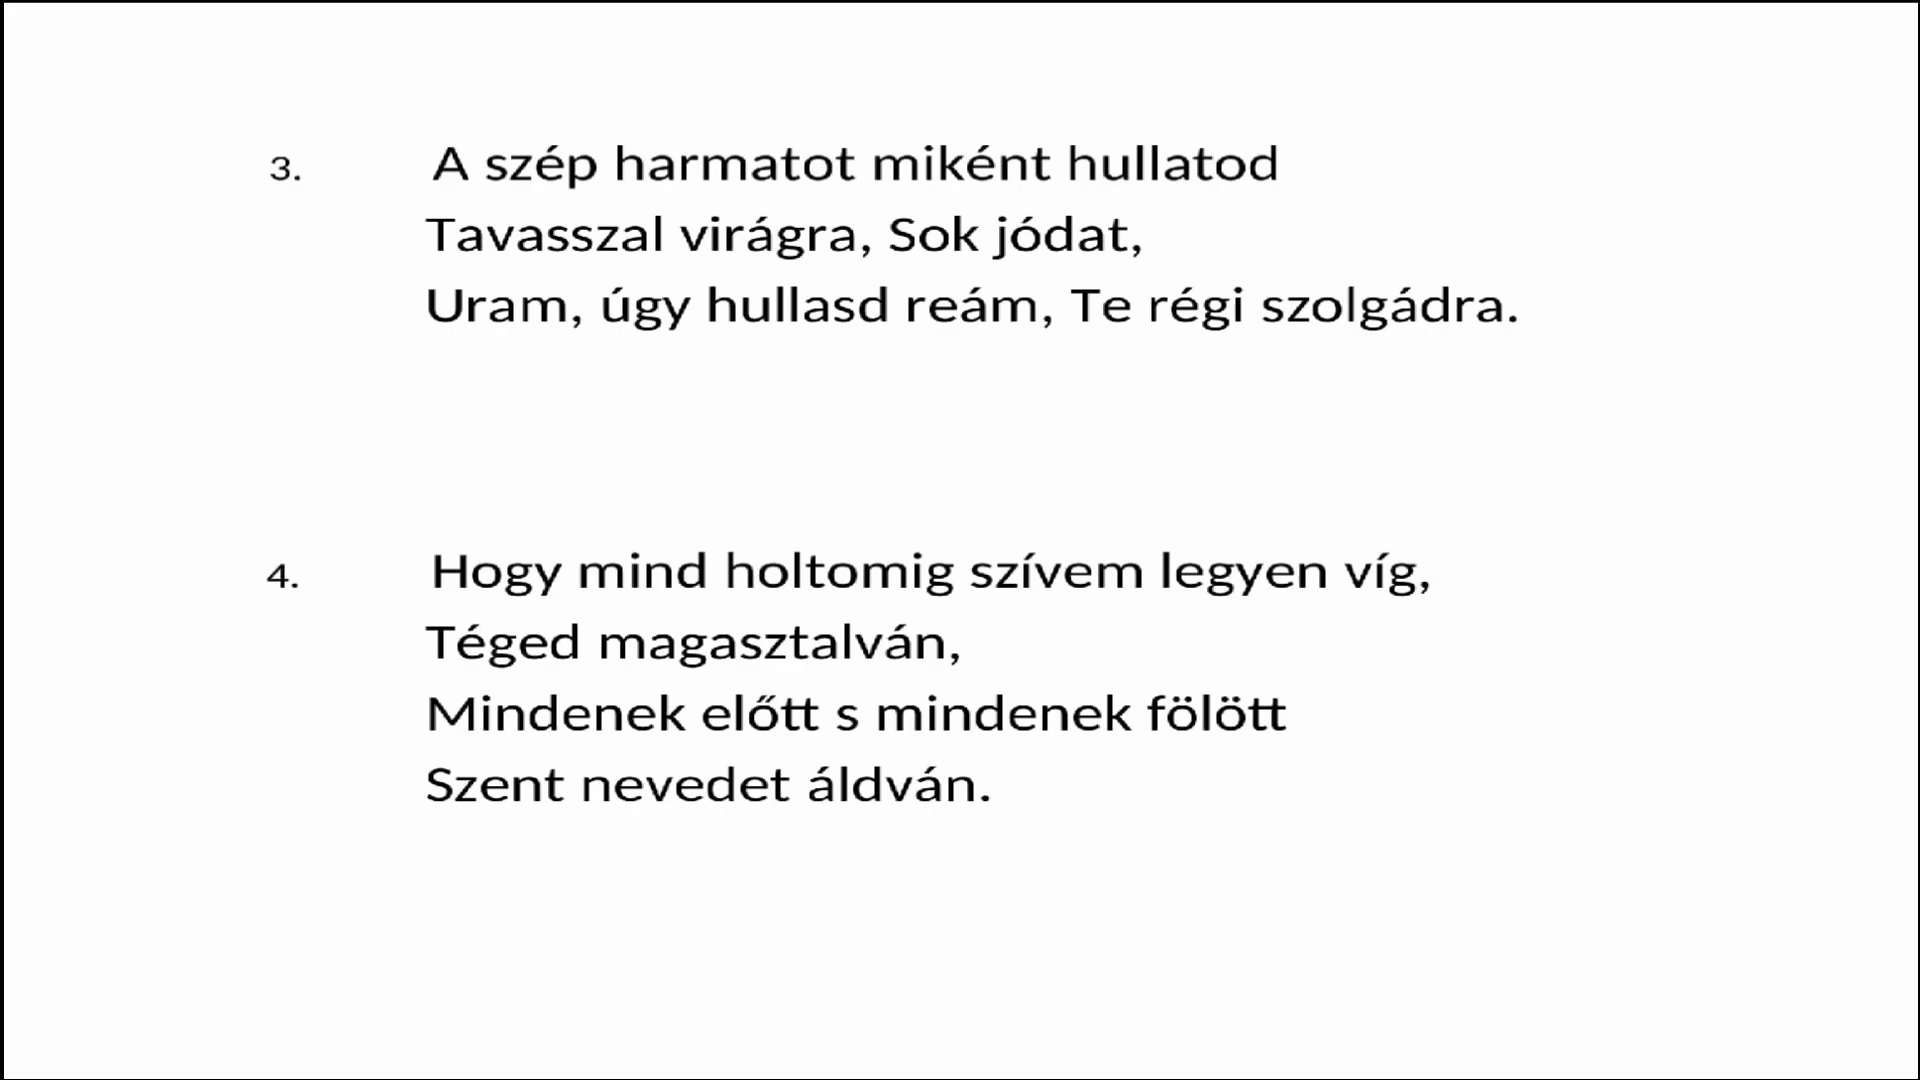 3. A szép harmatot miként hullatod
Tavasszal virágra, Sok jódat,
Uram, úgy hullasd reám, Te régi szolgádra.
4. Hogy mind holtomig szívem legyen víg,
Téged magasztalván,
Mindenek előtt s mindenek fölött
Szent nevedet áldván.